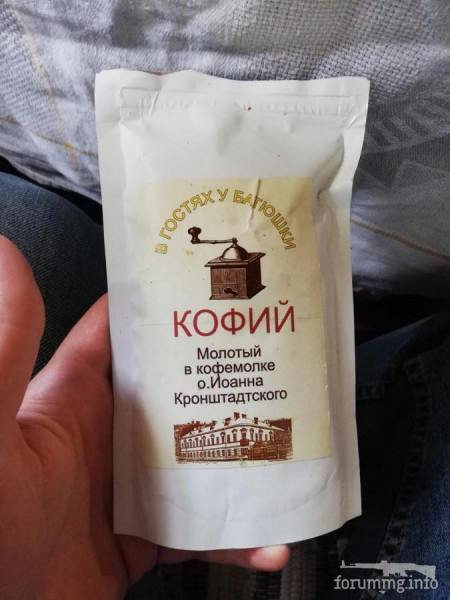 В ГОСТЯХ У БАТЮШКИ
КОФИЙ
Молотый
в кофемолке
о.Иоанна
Кронштадтского
forummg.info